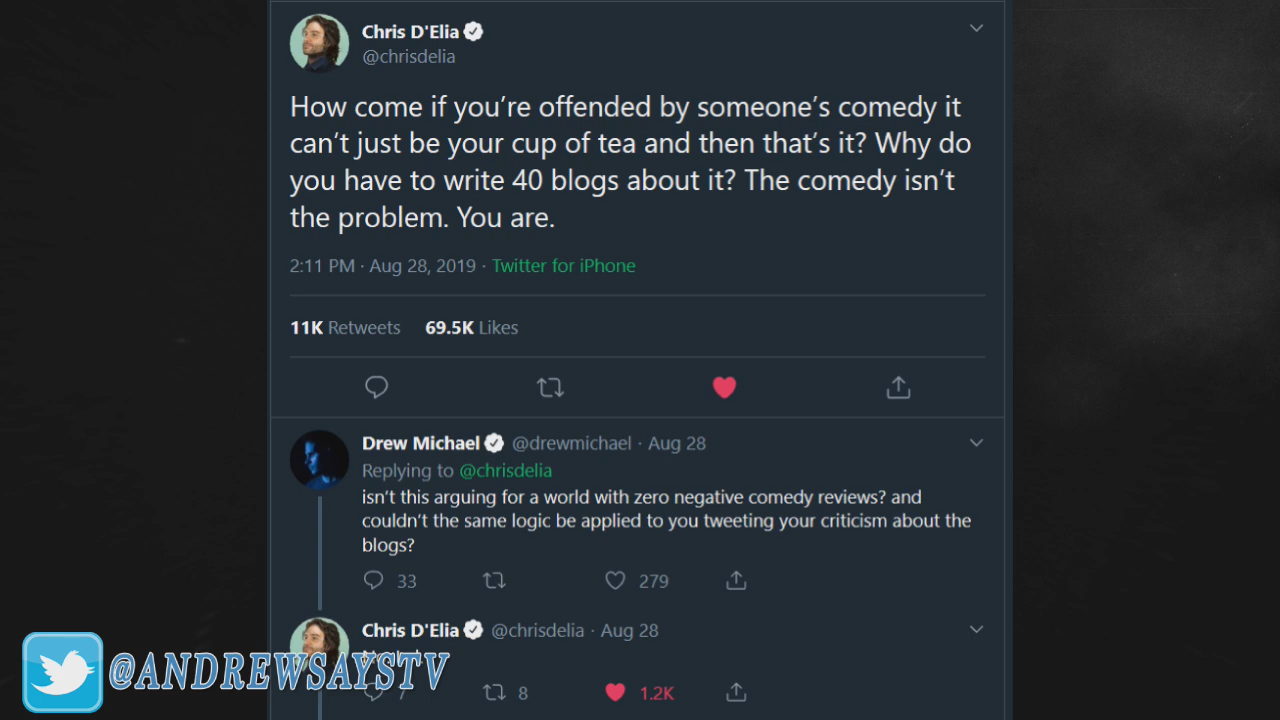 Chris D'Elia
@chrisdelia
How come if you're offended by someone's comedy it
can't just be your cup of tea and then that's it? Why do
you have to write 40 blogs about it? The comedy isn't
the problem. You are.
2:11 PM · Aug 28, 2019 · Twitter for iPhone
11K Retweets 69.5K Likes
Drew Michael @drewmichael · Aug 28
Replying to @chrisdelia
isn't this arguing for a world with zero negative comedy reviews? and
couldn't the same logic be applied to you tweeting your criticism about the
blogs?
33 279
Chris D'Elia @chrisdelia · Aug 28
@ANDREWSAYSTV
7 8 1.2K